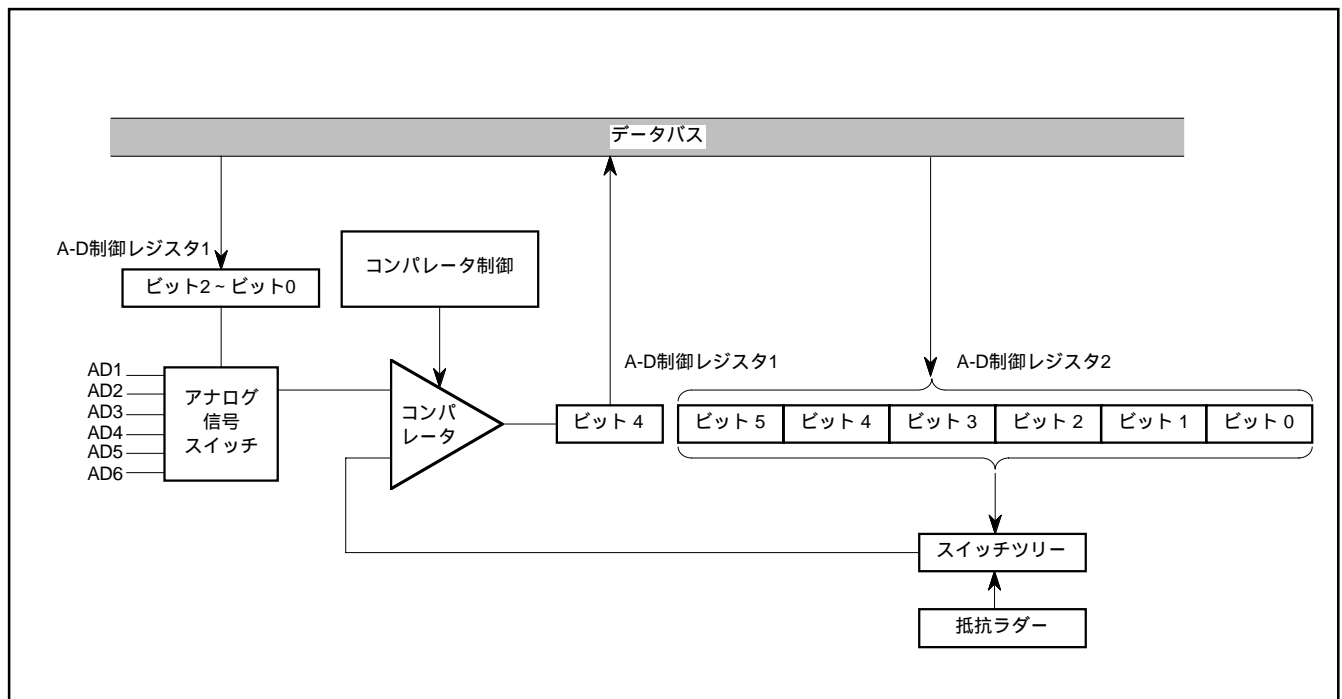 データバス
A-D制御レジスタ1
コンパレータ制御
ビット2~ビット0
A-D制御レジスタ1
A-D制御レジスタ2
AD1
AD2
AD3
AD4
AD5
AD6
アナログ
信号
スイッチ
コンパ
レータ
ビット 4
ビット 5
ビット 4
ビット 3
ビット 2
ビット 1
ビット 0
スイッチツリー
抵抗ラダー